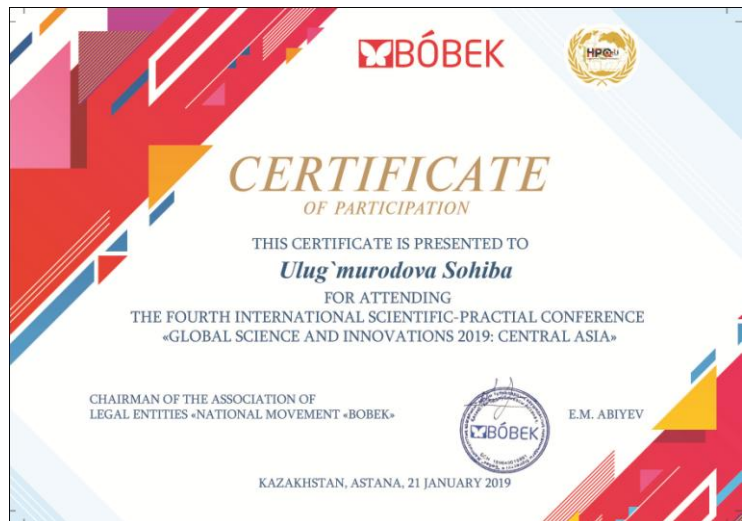 BÓBEK
HPC
CERTIFICATE
OF PARTICIPATION
THIS CERTIFICATE IS PRESENTED TO
Ulug`murodova Sohiba
FOR ATTENDING
THE FOURTH INTERNATIONAL SCIENTIFIC-PRACTIAL CONFERENCE
«GLOBAL SCIENCE AND INNOVATIONS 2019: CENTRAL ASIA»
CHAIRMAN OF THE ASSOCIATION OF
LEGAL ENTITIES «NATIONAL MOVEMENT «BOBEK»
BÓBEK
E.M. ABIYEV
KAZAKHSTAN, ASTANA, 21 JANUARY 2019